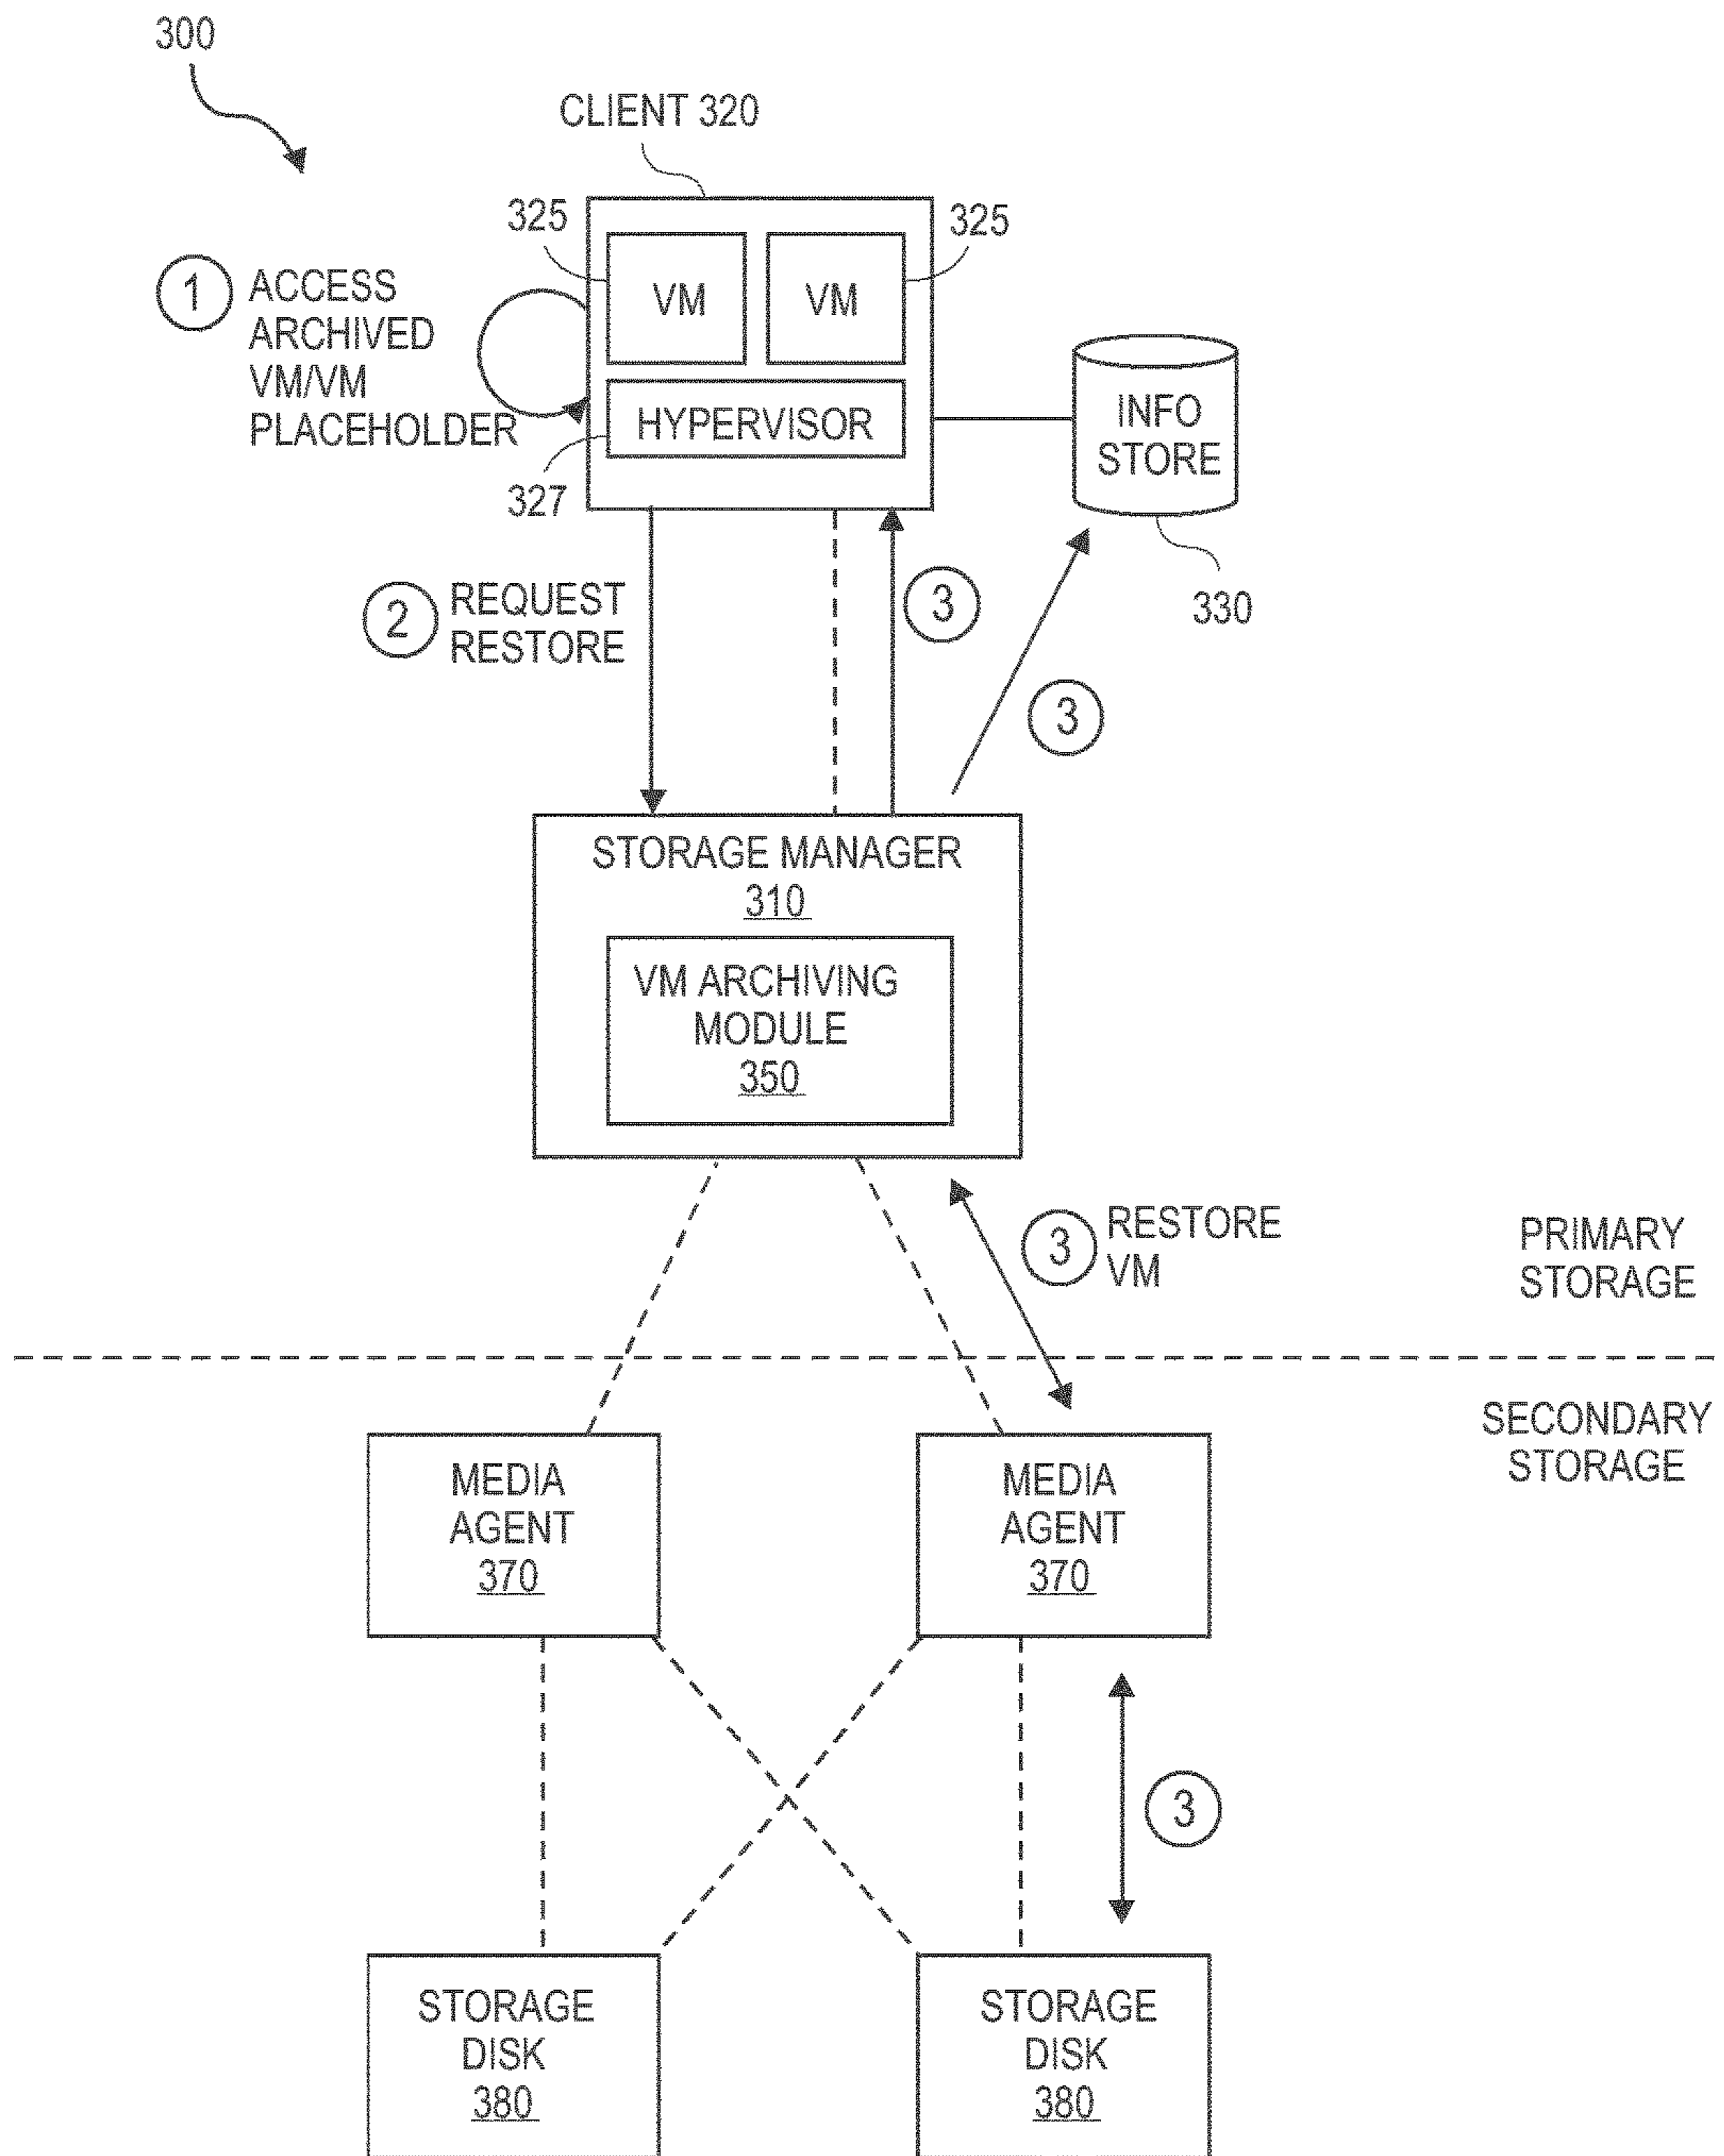 300
CLIENT 320
325
325
VM
VM
1
ACCESS
ARCHIVED
VM/VM
PLACEHOLDER
HYPERVISOR
327
INFO
STORE
330
2
REQUEST
RESTORE
3
3
STORAGE MANAGER
310
VM ARCHIVING
MODULE
350
3
RESTORE
VM
PRIMARY
STORAGE
SECONDARY
STORAGE
MEDIA
AGENT
370
MEDIA
AGENT
370
3
STORAGE
DISK
380
STORAGE
DISK
380